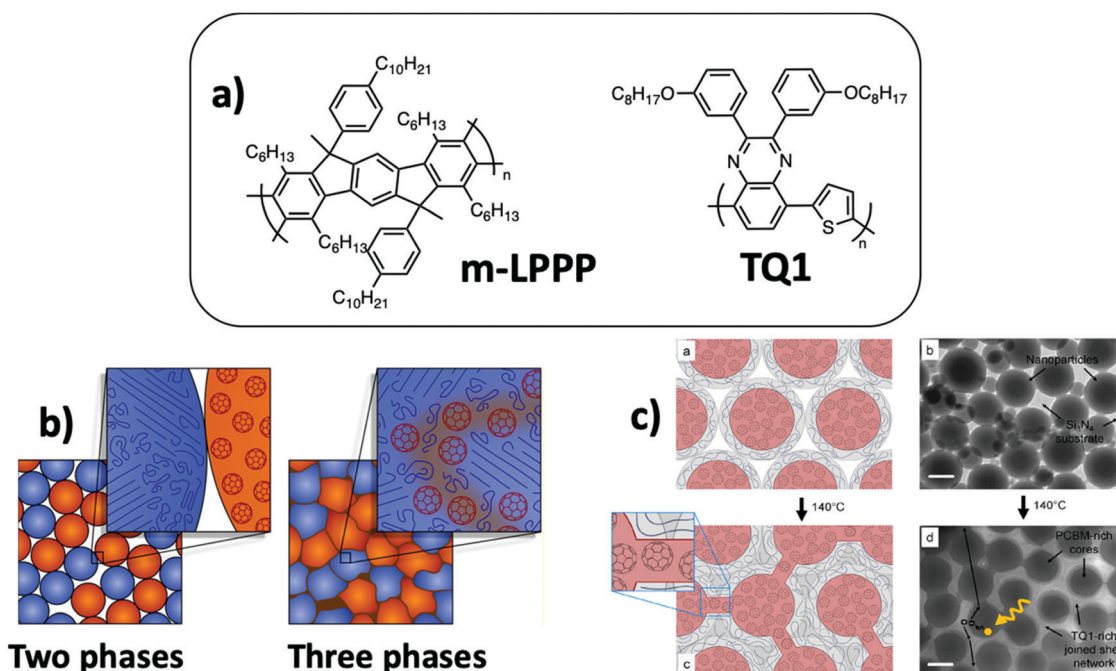 a)
C10H21
C6H13
C6H13
n
C6H13
C6H13
C10H21
m-LPPP
C8H17O
OC8H17
N
N
S
n
TQ1
b)
Two phases
Three phases
c)
a
140°C
c
b
Nanoparticles
Si3N4
substrate
140°C
d
PCBM-rich
cores
TQ1-rich
joined she
network